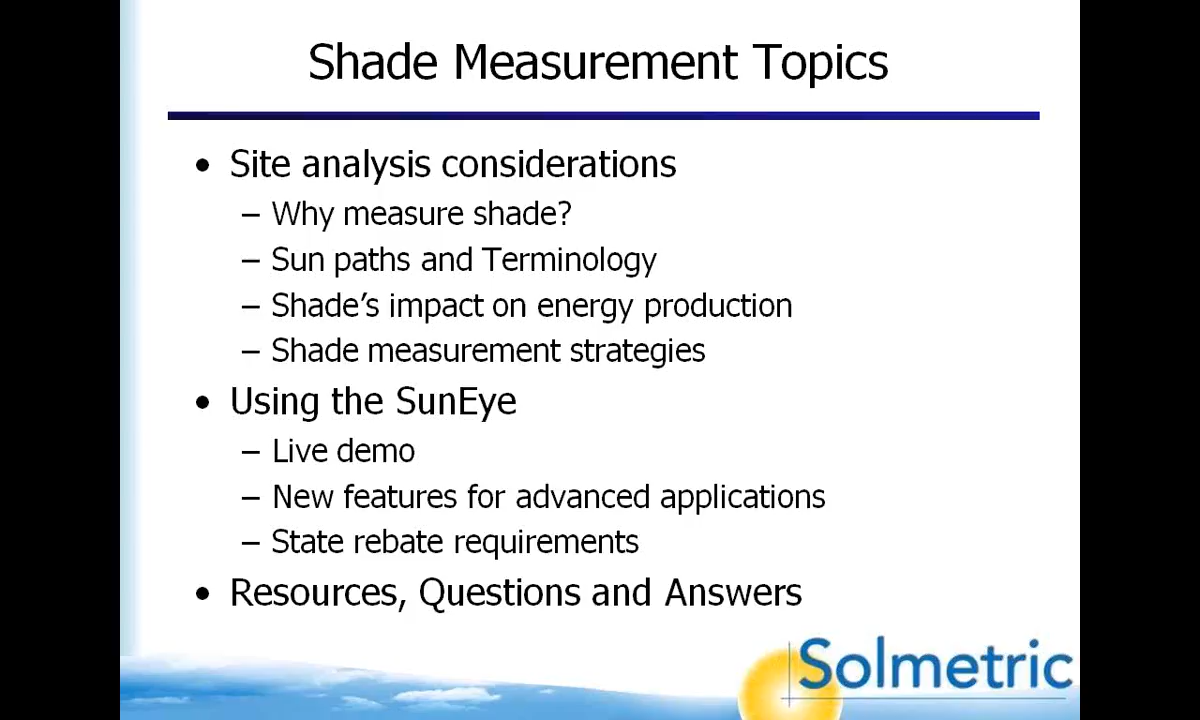 Shade Measurement Topics
• Site analysis considerations
– Why measure shade?
– Sun paths and Terminology
– Shade's impact on energy production
– Shade measurement strategies
• Using the SunEye
– Live demo
– New features for advanced applications
– State rebate requirements
• Resources, Questions and Answers
Solmetric